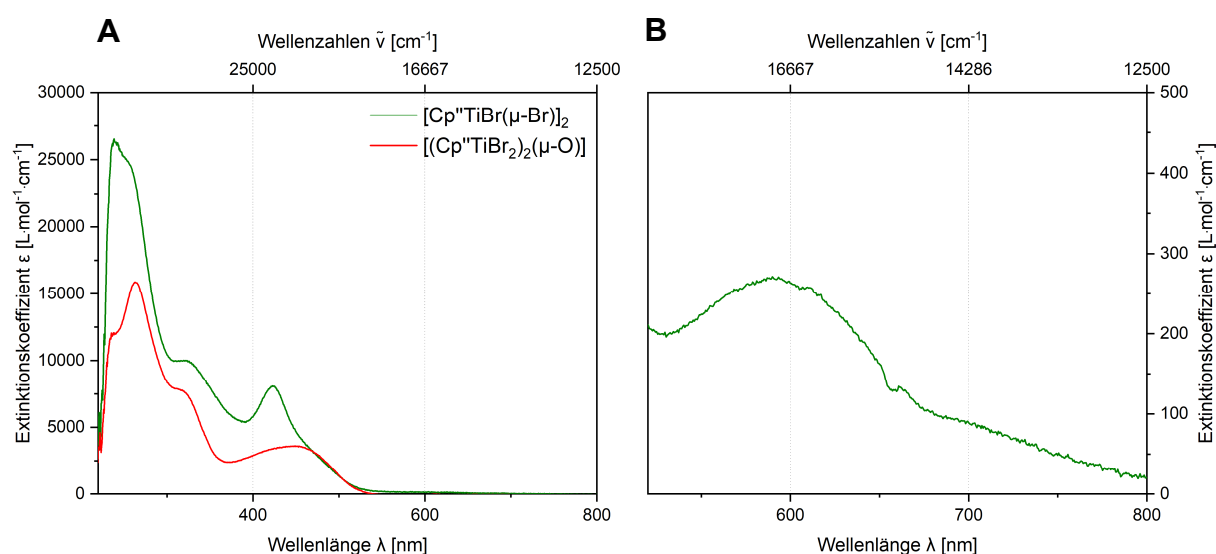 A
Wellenzahlen ṽ [cm⁻¹]
25000 16667 12500
30000
25000
20000
15000
10000
5000
0
Extinktionskoeffizient ε [L·mol⁻¹·cm⁻¹]
[Cp"TiBr(μ-Br)]₂
[(Cp"TiBr₂)₂(μ-O)]
400 600 800
Wellenlänge λ [nm]
B
Wellenzahlen ṽ [cm⁻¹]
16667 14286 12500
500
400
300
200
100
0
Extinktionskoeffizient ε [L·mol⁻¹·cm⁻¹]
600 700 800
Wellenlänge λ [nm]